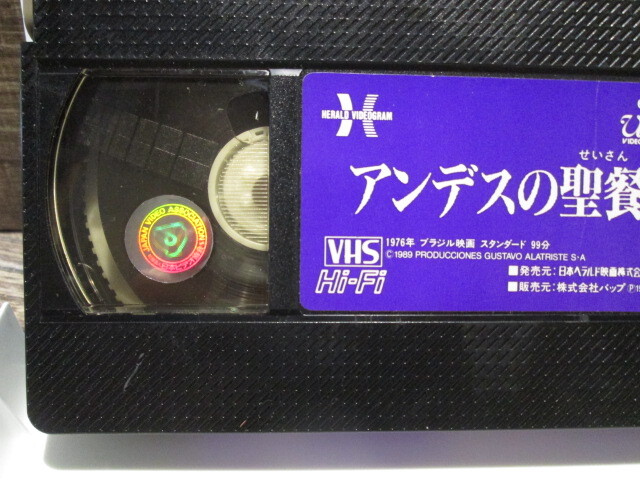 HERALD VIDEOGRAM
VIDEO
せいさん
アンデスの聖餐
VHS
Hi-Fi
1976年 ブラジル映画 スタンダード 99分
©1989 PRODUCCIONES GUSTAVO ALATRISTE S·A
■発売元:日本ヘラルド映画株式会
■販売元:株式会社バップ Ⓟ19
JAPAN VIDEO ASSOCIATION